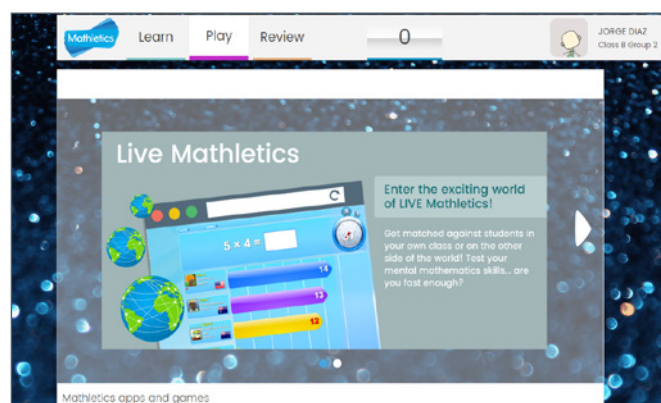 Mathletics
Learn
Play
Review
0
JORGE DIAZ
Class B Group 2
Live Mathletics
Enter the exciting world
of LIVE Mathletics!
Got matched against students in
your own class or on the other
side of the world! Test your
mental mathematics skills... are
you fast enough?
5 x 4 =
14
13
12
Mathletics apps and games